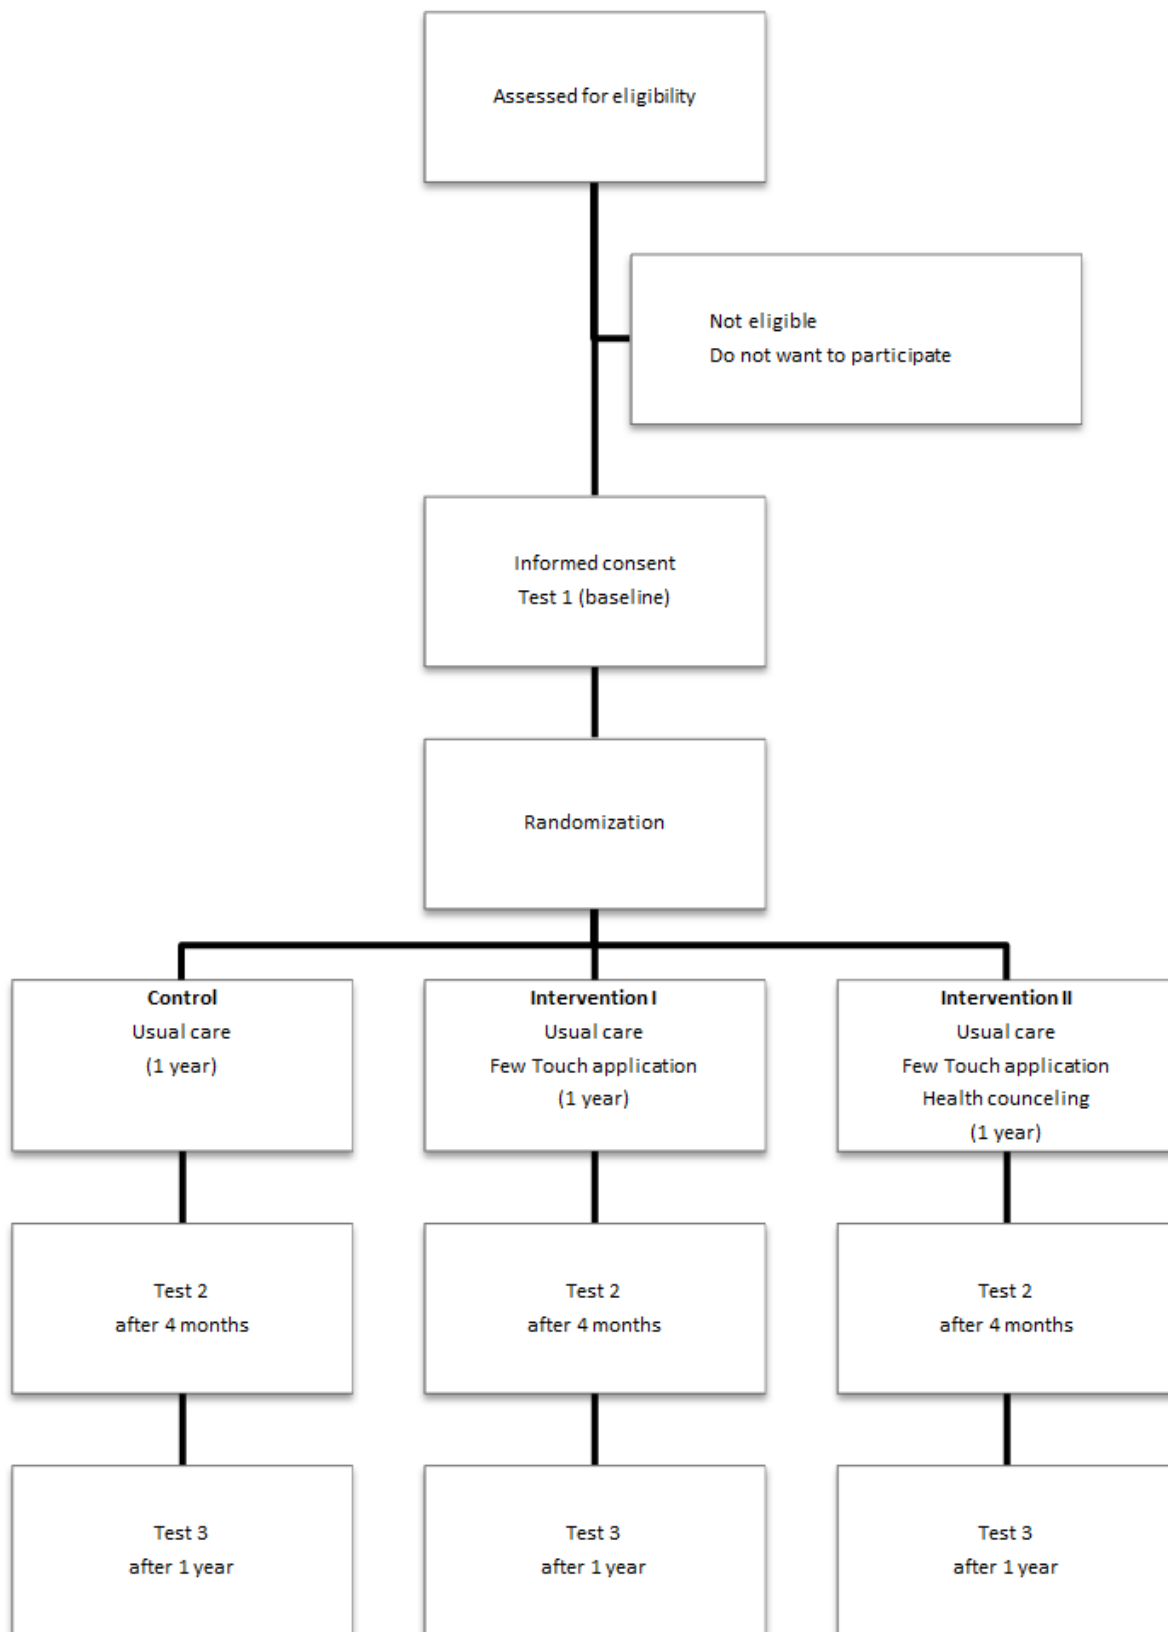 Assessed for eligibility
Not eligible
Do not want to participate
Informed consent
Test 1 (baseline)
Randomization
Control
Usual care
(1 year)
Intervention I
Usual care
Few Touch application
(1 year)
Intervention II
Usual care
Few Touch application
Health counceling
(1 year)
Test 2
after 4 months
Test 2
after 4 months
Test 2
after 4 months
Test 3
after 1 year
Test 3
after 1 year
Test 3
after 1 year